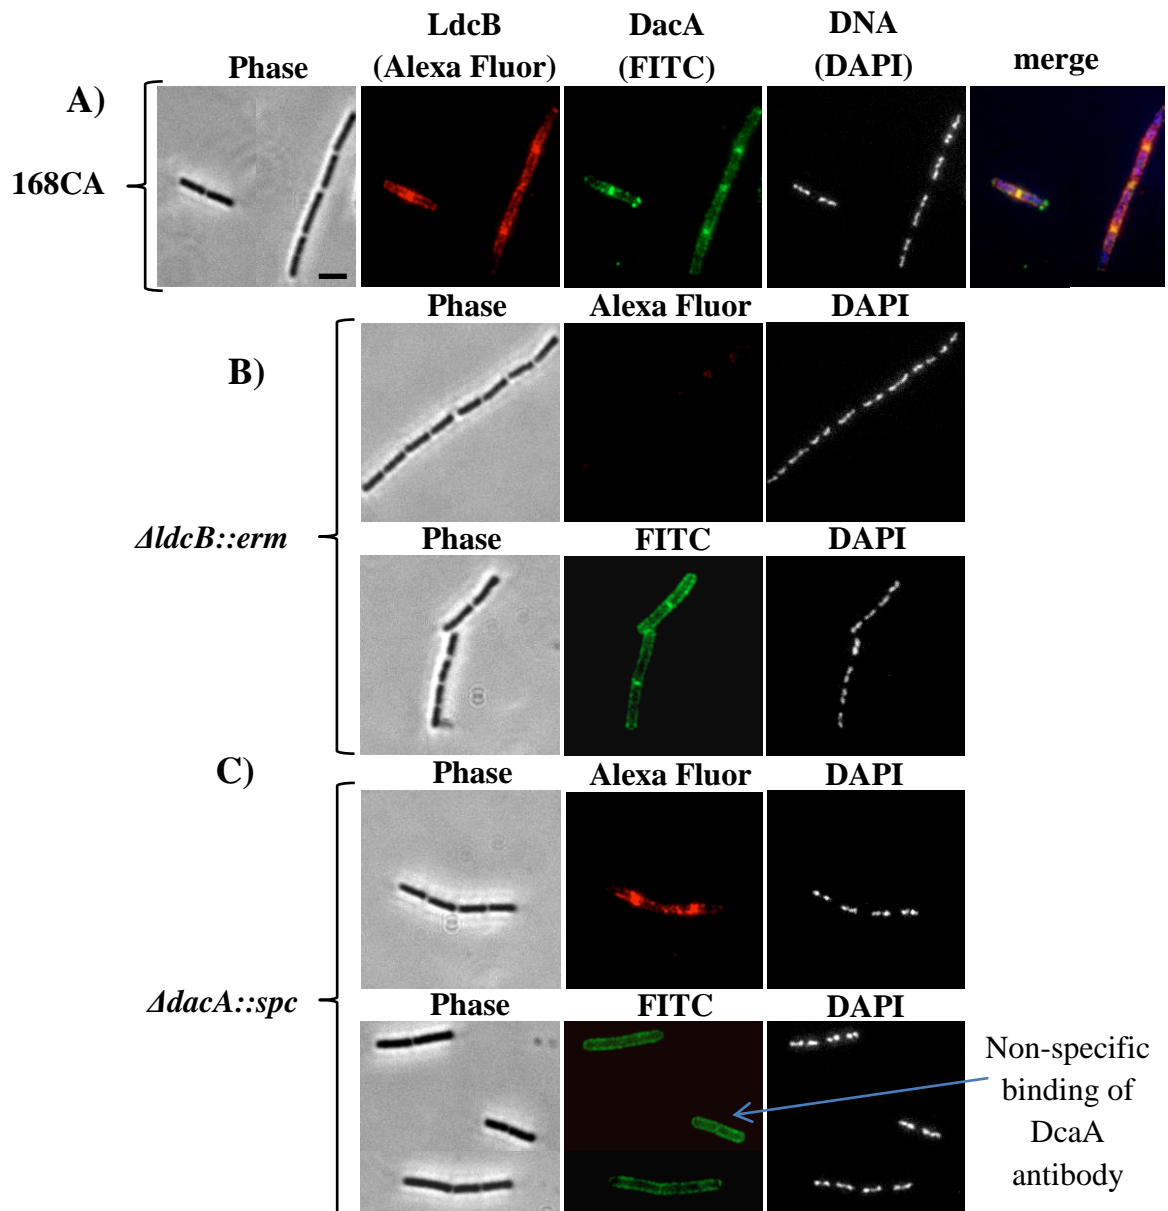 LdcB DacA DNA
Phase (Alexa Fluor) (FITC) (DAPI) merge
A)
168CA
Phase Alexa Fluor DAPI
B)
ΔldcB::erm
Phase FITC DAPI
C)
Phase Alexa Fluor DAPI
ΔdacA::spc
Phase FITC DAPI
Non-specific
binding of
DcaA
antibody